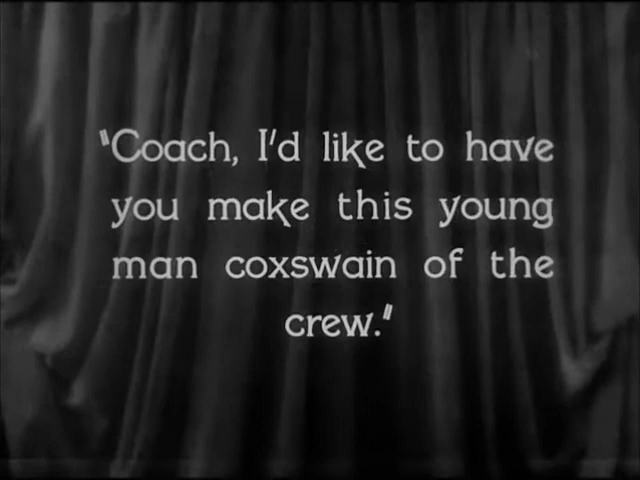 "Coach, I'd like to have
you make this young
man coxswain of the
crew."